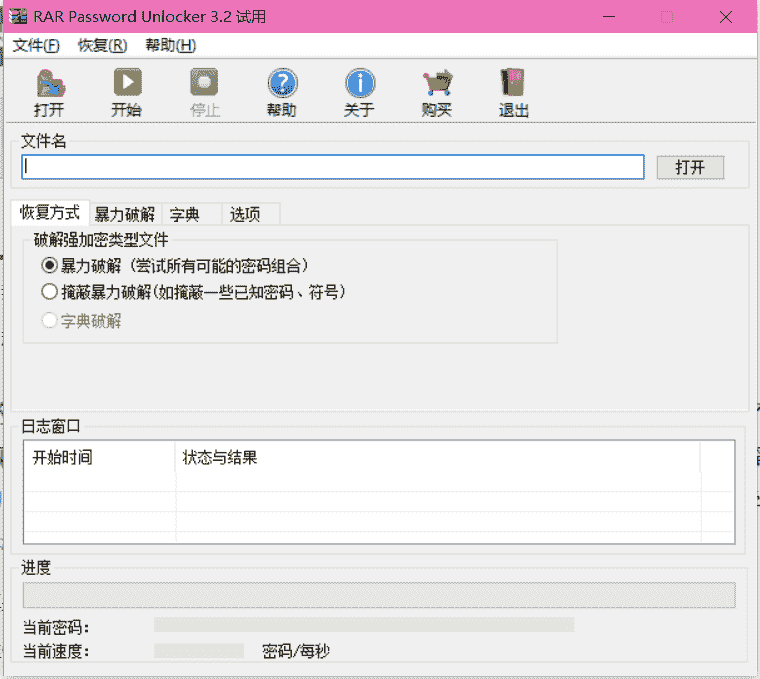 RAR Password Unlocker 3.2 试用
文件(F) 恢复(R) 帮助(H)
打开 开始 停止 帮助 关于 购买 退出
文件名
打开
恢复方式 暴力破解 字典 选项
破解强加密类型文件
暴力破解（尝试所有可能的密码组合）
掩蔽暴力破解(如掩蔽一些已知密码、符号)
字典破解
日志窗口
开始时间 状态与结果
进度
当前密码：
当前速度： 密码/每秒